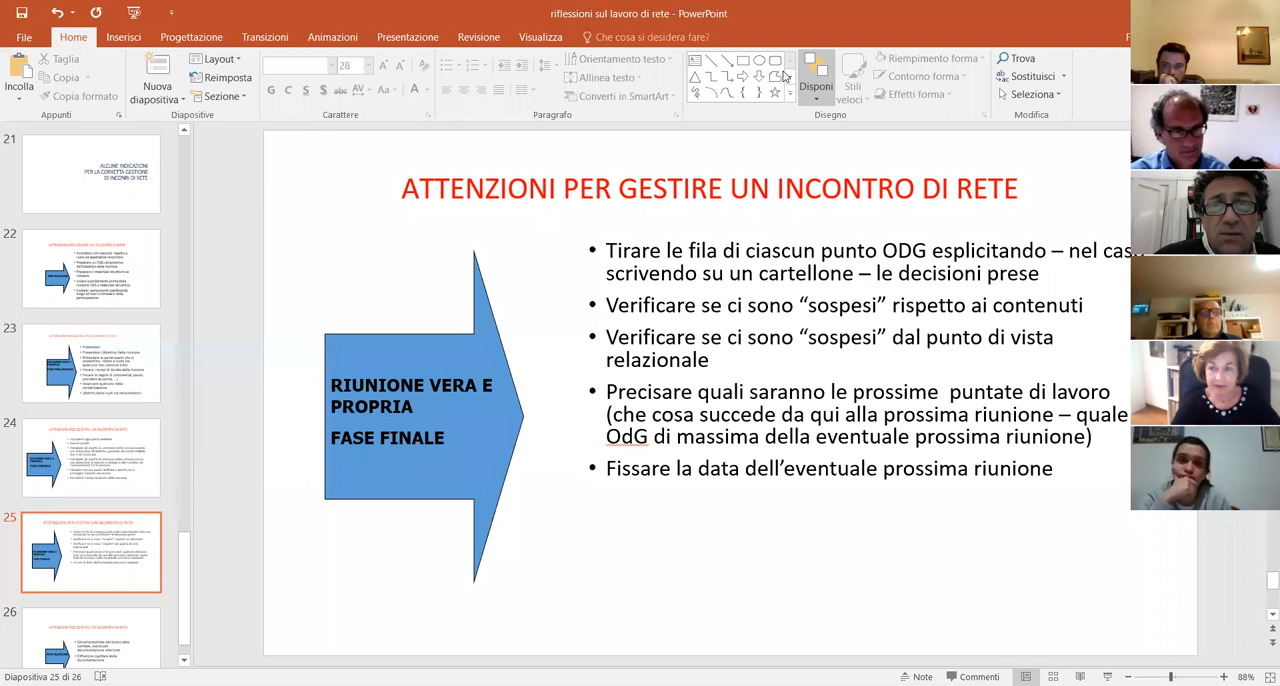 riflessioni sul lavoro di rete - PowerPoint
File Home Inserisci Progettazione Transizioni Animazioni Presentazione Revisione Visualizza Che cosa si desidera fare?
Incolla
Taglia
Copia
Copia formato
Appunti
Nuova
diapositiva
Layout
Reimposta
Sezione
Diapositive
28
G C S S abc AV Aa A
Carattere
Orientamento testo
Allinea testo
Converti in SmartArt
Paragrafo
Disponi
Stili
veloci
Riempimento forma
Contorno forma
Effetti forma
Disegno
Trova
Sostituisci
Seleziona
Modifica
21
ALCUNE INDICAZIONI
PER LA CORRETTA GESTIONE
DI INCONRI DI RETE
22
23
24
25
26
ATTENZIONI PER GESTIRE UN INCONTRO DI RETE
RIUNIONE VERA E
PROPRIA
FASE FINALE
• Tirare le fila di ciascun punto ODG esplicitando – nel caso
scrivendo su un cartellone – le decisioni prese
• Verificare se ci sono “sospesi” rispetto ai contenuti
• Verificare se ci sono “sospesi” dal punto di vista
relazionale
• Precisare quali saranno le prossime puntate di lavoro
(che cosa succede da qui alla prossima riunione – quale
OdG di massima della eventuale prossima riunione)
• Fissare la data dell’eventuale prossima riunione
Diapositiva 25 di 26
Note
Commenti
88%